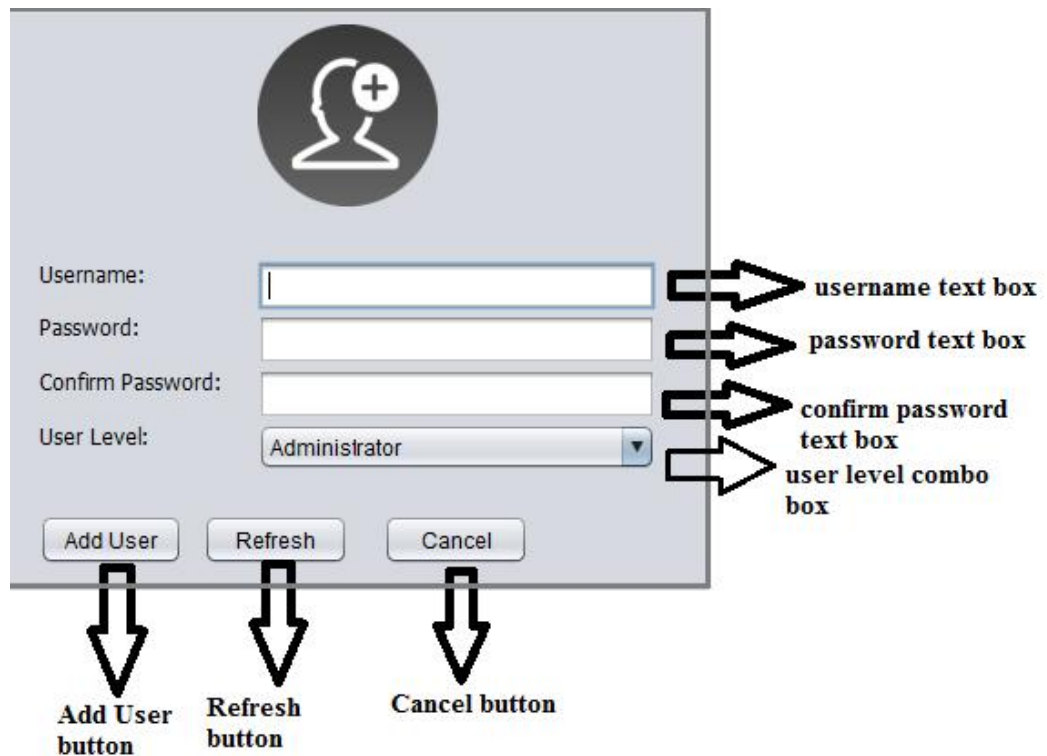 Username:
username text box
Password:
password text box
Confirm Password:
confirm password
text box
User Level:
Administrator
user level combo
box
Add User
Refresh
Cancel
Add User
button
Refresh
button
Cancel button